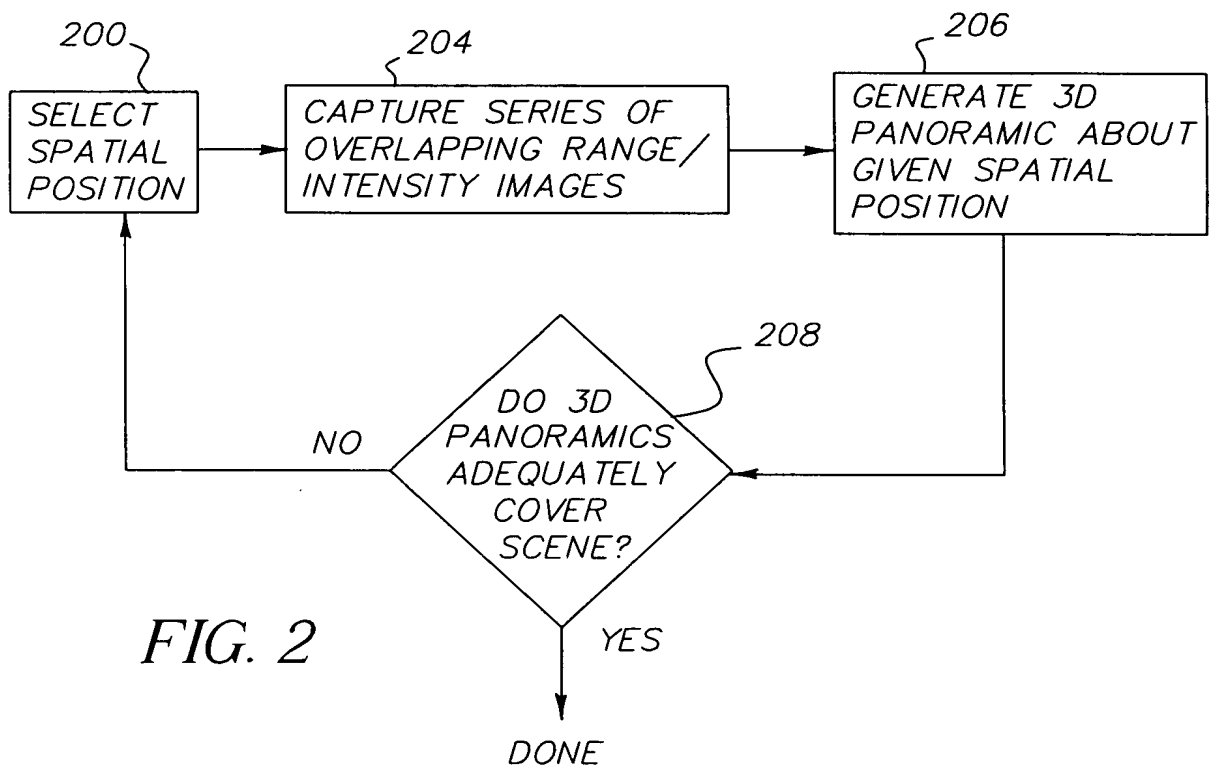 200
SELECT
SPATIAL
POSITION
204
CAPTURE SERIES OF
OVERLAPPING RANGE/
INTENSITY IMAGES
206
GENERATE 3D
PANORAMIC ABOUT
GIVEN SPATIAL
POSITION
208
DO 3D
PANORAMICS
ADEQUATELY
COVER
SCENE?
NO
YES
DONE
FIG. 2